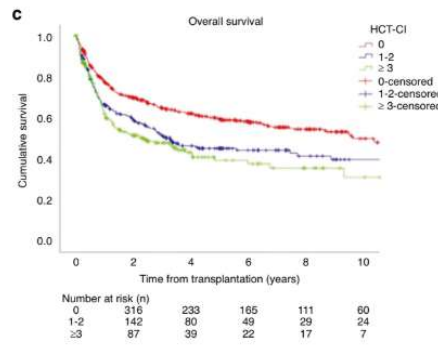 c
Overall survival
HCT-CI
0
1-2
≥ 3
0-censored
1-2-censored
≥ 3-censored
Cumulative survival
1.0
0.8
0.6
0.4
0.2
0.0
0 2 4 6 8 10
Time from transplantation (years)
Number at risk (n)
0 316 233 165 111 60
1-2 142 80 49 29 24
≥3 87 39 22 17 7